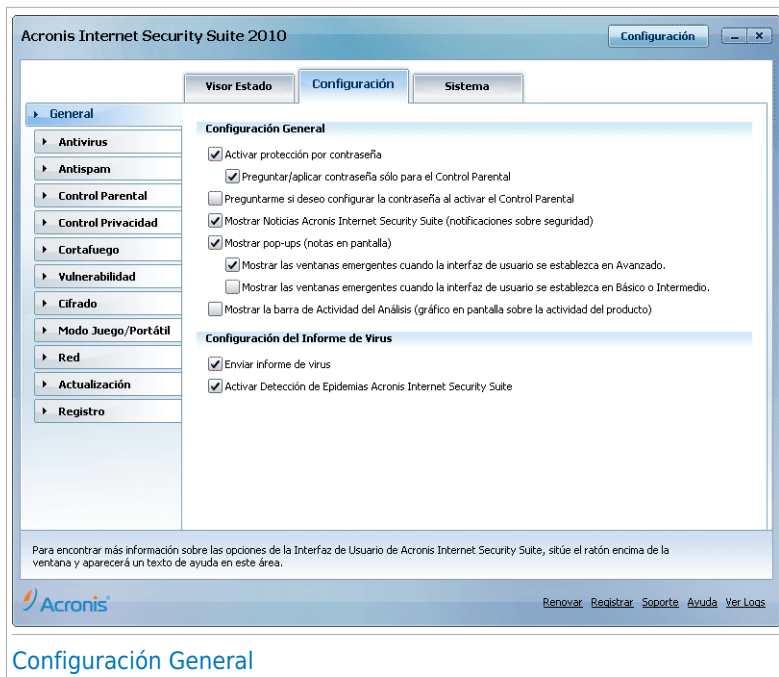 Acronis Internet Security Suite 2010
Configuración
Visor Estado
Configuración
Sistema
General
Antivirus
Antispam
Control Parental
Control Privacidad
Cortafuego
Vulnerabilidad
Cifrado
Modo Juego/Portátil
Red
Actualización
Registro
Configuración General
Activar protección por contraseña
Preguntar/aplicar contraseña sólo para el Control Parental
Preguntarme si deseo configurar la contraseña al activar el Control Parental
Mostrar Noticias Acronis Internet Security Suite (notificaciones sobre seguridad)
Mostrar pop-ups (notas en pantalla)
Mostrar las ventanas emergentes cuando la interfaz de usuario se establezca en Avanzado.
Mostrar las ventanas emergentes cuando la interfaz de usuario se establezca en Básico o Intermedio.
Mostrar la barra de Actividad del Análisis (gráfico en pantalla sobre la actividad del producto)
Configuración del Informe de Virus
Enviar informe de virus
Activar Detección de Epidemias Acronis Internet Security Suite
Para encontrar más información sobre las opciones de la Interfaz de Usuario de Acronis Internet Security Suite, sitúe el ratón encima de la
ventana y aparecerá un texto de ayuda en este área.
Acronis
Renovar Registrar Soporte Ayuda Ver Logs
Configuración General